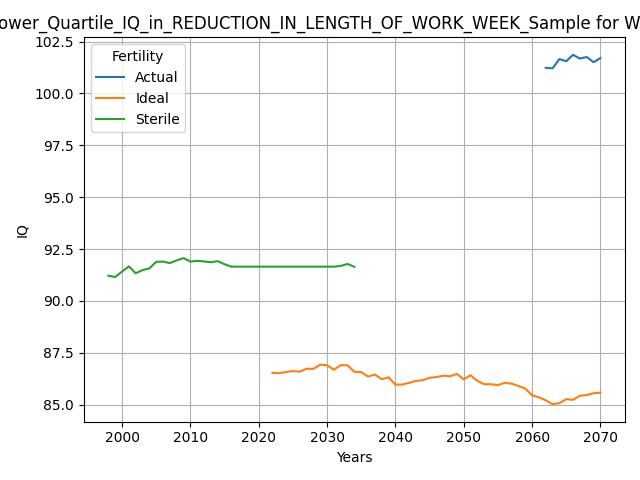 ower_Quartile_IQ_in_REDUCTION_IN_LENGTH_OF_WORK_WEEK_Sample for W
Fertility
Actual
Ideal
Sterile
IQ
102.5
100.0
97.5
95.0
92.5
90.0
87.5
85.0
2000 2010 2020 2030 2040 2050 2060 2070
Years